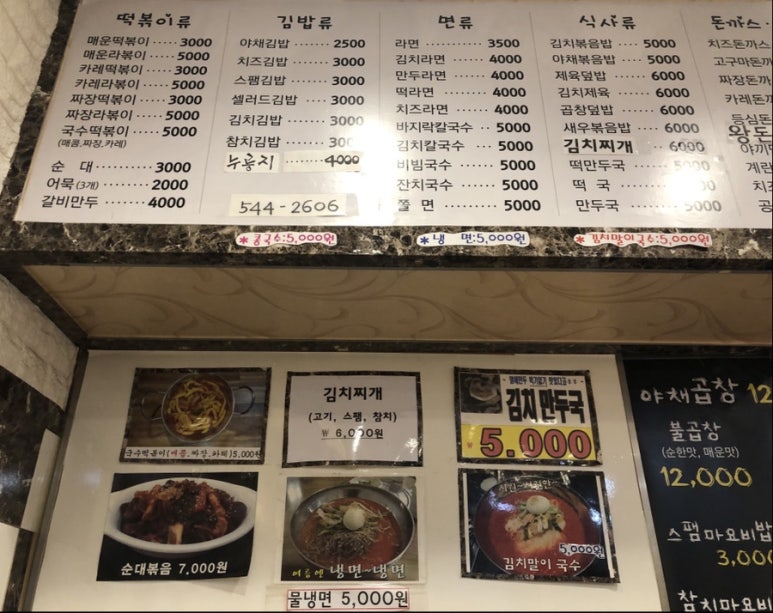 떡볶이류
매운떡볶이 ····· 3000
매운라볶이 ····· 5000
카레떡볶이 ····· 3000
카레라볶이 ····· 5000
짜장떡볶이 ····· 3000
짜장라볶이 ····· 5000
국수떡볶이 ····· 5000
(매콤,짜장,카레)
순 대 ·········· 3000
어묵(3개) ········ 2000
갈비만두 ······· 4000
김밥류
야채김밥 ······· 2500
치즈김밥 ······· 3000
스팸김밥 ······· 3000
샐러드김밥 ···· 3000
김치김밥 ······· 3000
참치김밥
누룽지 ·········· 4000
544-2606
면류
라면 ············ 3500
김치라면 ······· 4000
만두라면 ······· 4000
떡라면 ·········· 4000
치즈라면 ······· 4000
바지락칼국수 ·· 5000
김치칼국수 ···· 5000
비빔국수 ······· 5000
잔치국수 ······· 5000
쫄 면 ·········· 5000
식사류
김치볶음밥 ···· 5000
야채볶음밥 ···· 5000
제육덮밥 ······· 6000
김치제육 ······· 6000
곱창덮밥 ······· 6000
새우볶음밥 ···· 6000
김치찌개 6000
떡만두국 ······ 5000
떡 국
만두국 ········ 5000
돈까스
치즈돈까스
고구마돈까
짜장돈까
카레돈까
등심돈
왕돈
*콩국수:5,000원
*냉 면:5,000원
*김치말이국수:5,000원
국수떡볶이(매콤,짜장,카레)5,000원
김치찌개
(고기, 스팸, 참치)
₩ 6,000원
김치만두국
₩5.000
순대볶음 7,000원
여름엔 냉면~냉면
물냉면 5,000원
5,000원
김치말이 국수
야채곱창 12
불곱창
(순한맛, 매운맛)
12,000
스팸마요비밥
3,000
참치마요비